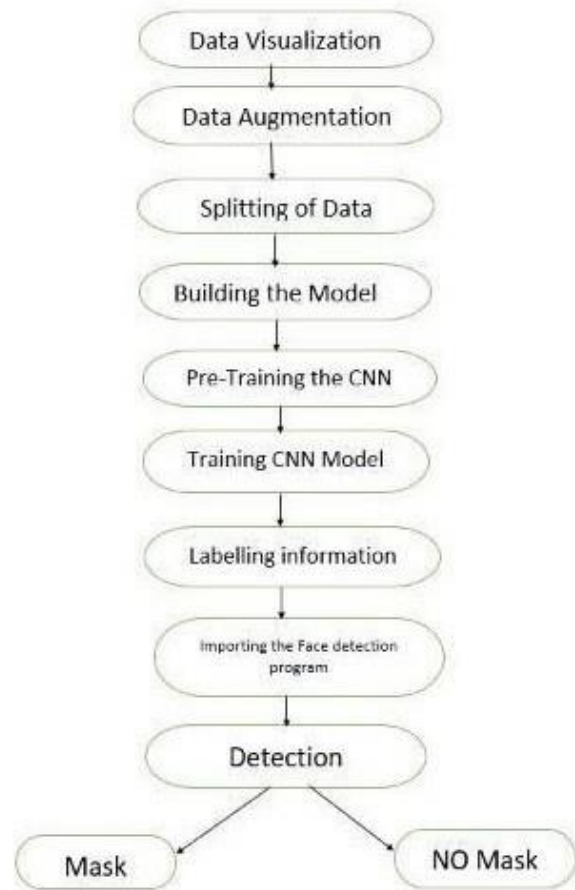 Data Visualization
Data Augmentation
Splitting of Data
Building the Model
Pre-Training the CNN
Training CNN Model
Labelling information
Importing the Face detection
program
Detection
Mask
NO Mask